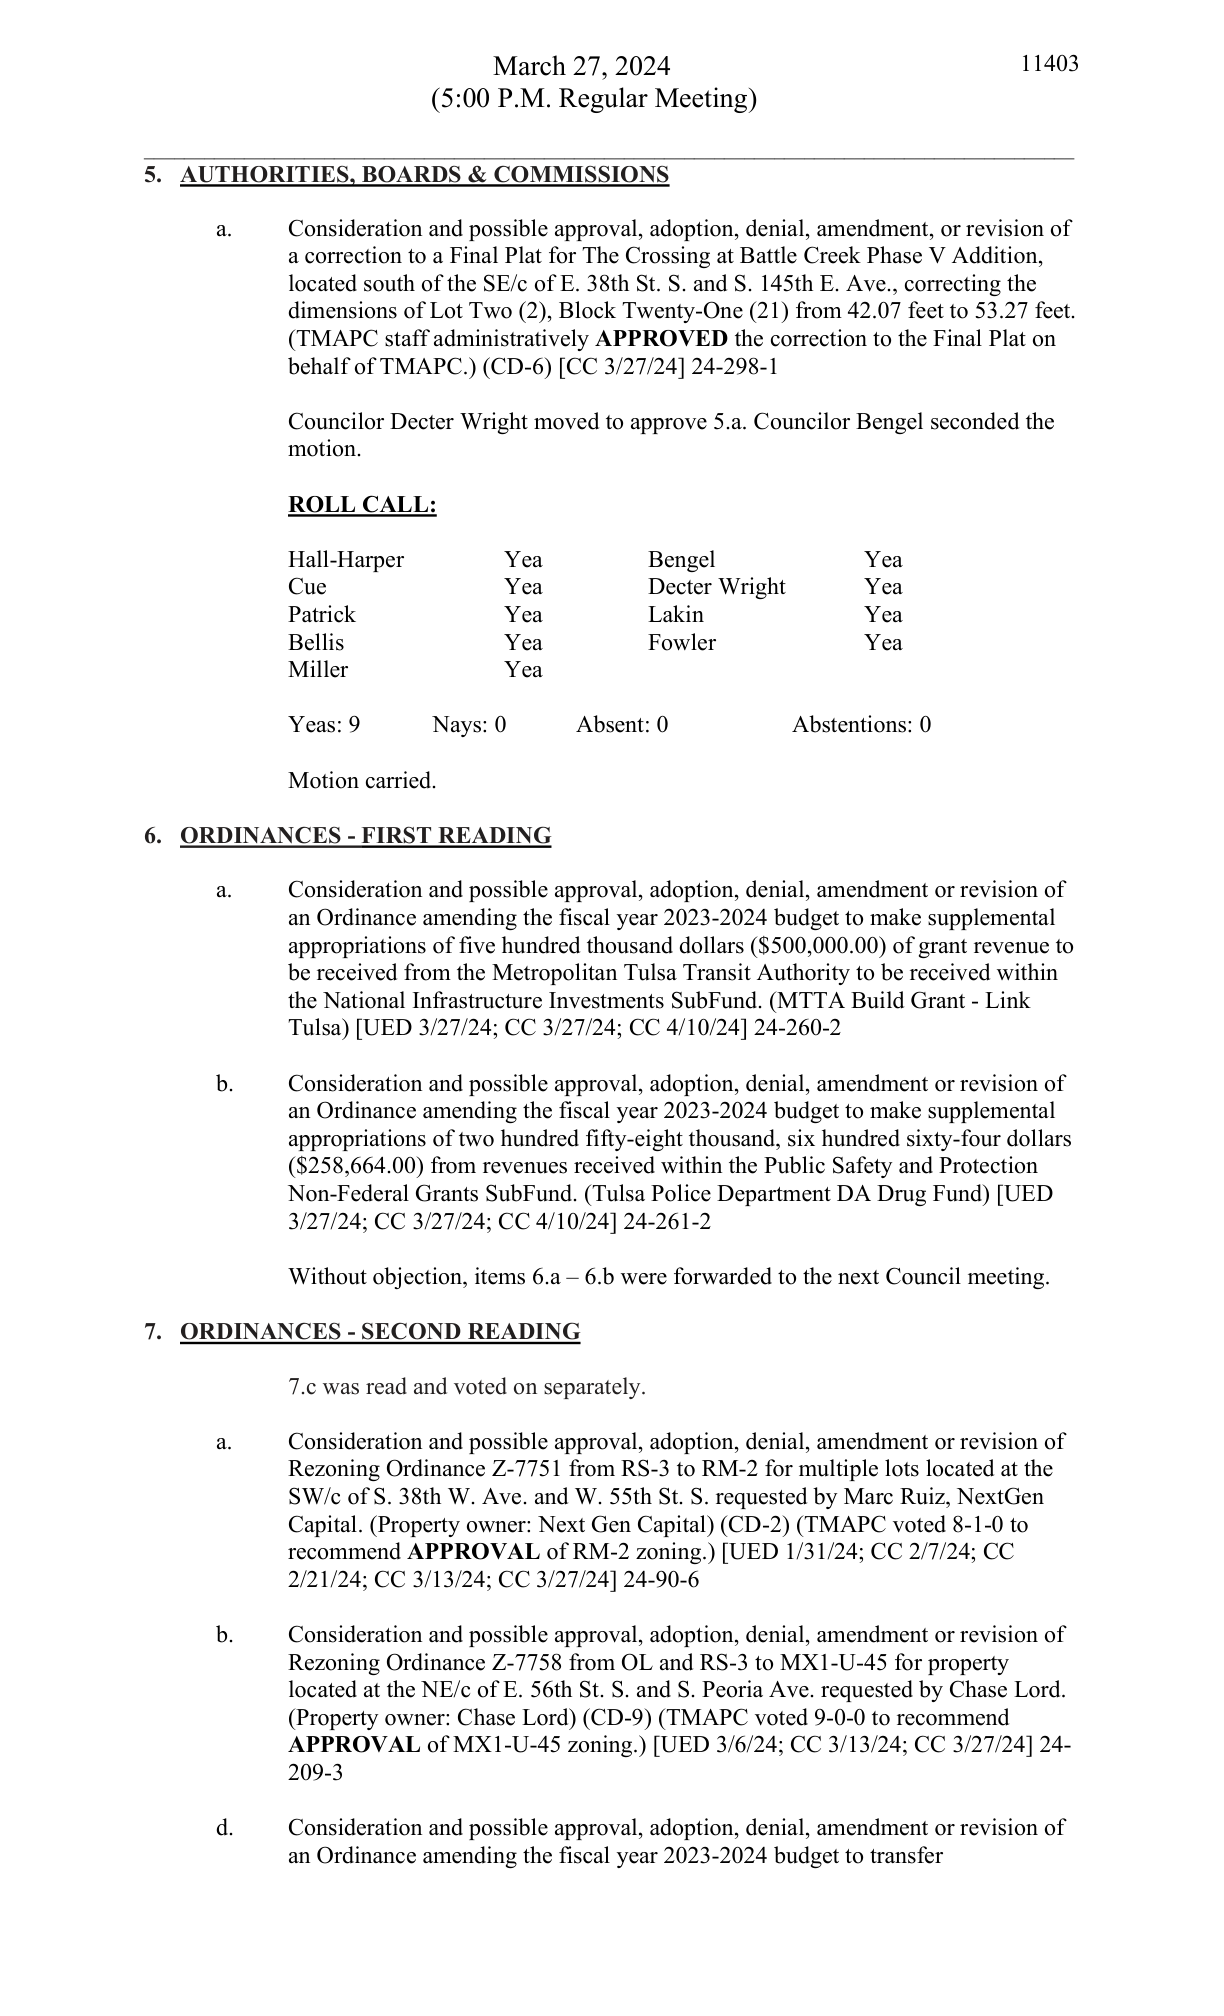 March 27, 2024
11403
(5:00 P.M. Regular Meeting)
5. AUTHORITIES, BOARDS & COMMISSIONS
a. Consideration and possible approval, adoption, denial, amendment, or revision of
a correction to a Final Plat for The Crossing at Battle Creek Phase V Addition,
located south of the SE/c of E. 38th St. S. and S. 145th E. Ave., correcting the
dimensions of Lot Two (2), Block Twenty-One (21) from 42.07 feet to 53.27 feet.
(TMAPC staff administratively APPROVED the correction to the Final Plat on
behalf of TMAPC.) (CD-6) [CC 3/27/24] 24-298-1
Councilor Decter Wright moved to approve 5.a. Councilor Bengel seconded the
motion.
ROLL CALL:
Hall-Harper Yea Bengel Yea
Cue Yea Decter Wright Yea
Patrick Yea Lakin Yea
Bellis Yea Fowler Yea
Miller Yea
Yeas: 9 Nays: 0 Absent: 0 Abstentions: 0
Motion carried.
6. ORDINANCES - FIRST READING
a. Consideration and possible approval, adoption, denial, amendment or revision of
an Ordinance amending the fiscal year 2023-2024 budget to make supplemental
appropriations of five hundred thousand dollars ($500,000.00) of grant revenue to
be received from the Metropolitan Tulsa Transit Authority to be received within
the National Infrastructure Investments SubFund. (MTTA Build Grant - Link
Tulsa) [UED 3/27/24; CC 3/27/24; CC 4/10/24] 24-260-2
b. Consideration and possible approval, adoption, denial, amendment or revision of
an Ordinance amending the fiscal year 2023-2024 budget to make supplemental
appropriations of two hundred fifty-eight thousand, six hundred sixty-four dollars
($258,664.00) from revenues received within the Public Safety and Protection
Non-Federal Grants SubFund. (Tulsa Police Department DA Drug Fund) [UED
3/27/24; CC 3/27/24; CC 4/10/24] 24-261-2
Without objection, items 6.a – 6.b were forwarded to the next Council meeting.
7. ORDINANCES - SECOND READING
7.c was read and voted on separately.
a. Consideration and possible approval, adoption, denial, amendment or revision of
Rezoning Ordinance Z-7751 from RS-3 to RM-2 for multiple lots located at the
SW/c of S. 38th W. Ave. and W. 55th St. S. requested by Marc Ruiz, NextGen
Capital. (Property owner: Next Gen Capital) (CD-2) (TMAPC voted 8-1-0 to
recommend APPROVAL of RM-2 zoning.) [UED 1/31/24; CC 2/7/24; CC
2/21/24; CC 3/13/24; CC 3/27/24] 24-90-6
b. Consideration and possible approval, adoption, denial, amendment or revision of
Rezoning Ordinance Z-7758 from OL and RS-3 to MX1-U-45 for property
located at the NE/c of E. 56th St. S. and S. Peoria Ave. requested by Chase Lord.
(Property owner: Chase Lord) (CD-9) (TMAPC voted 9-0-0 to recommend
APPROVAL of MX1-U-45 zoning.) [UED 3/6/24; CC 3/13/24; CC 3/27/24] 24-
209-3
d. Consideration and possible approval, adoption, denial, amendment or revision of
an Ordinance amending the fiscal year 2023-2024 budget to transfer